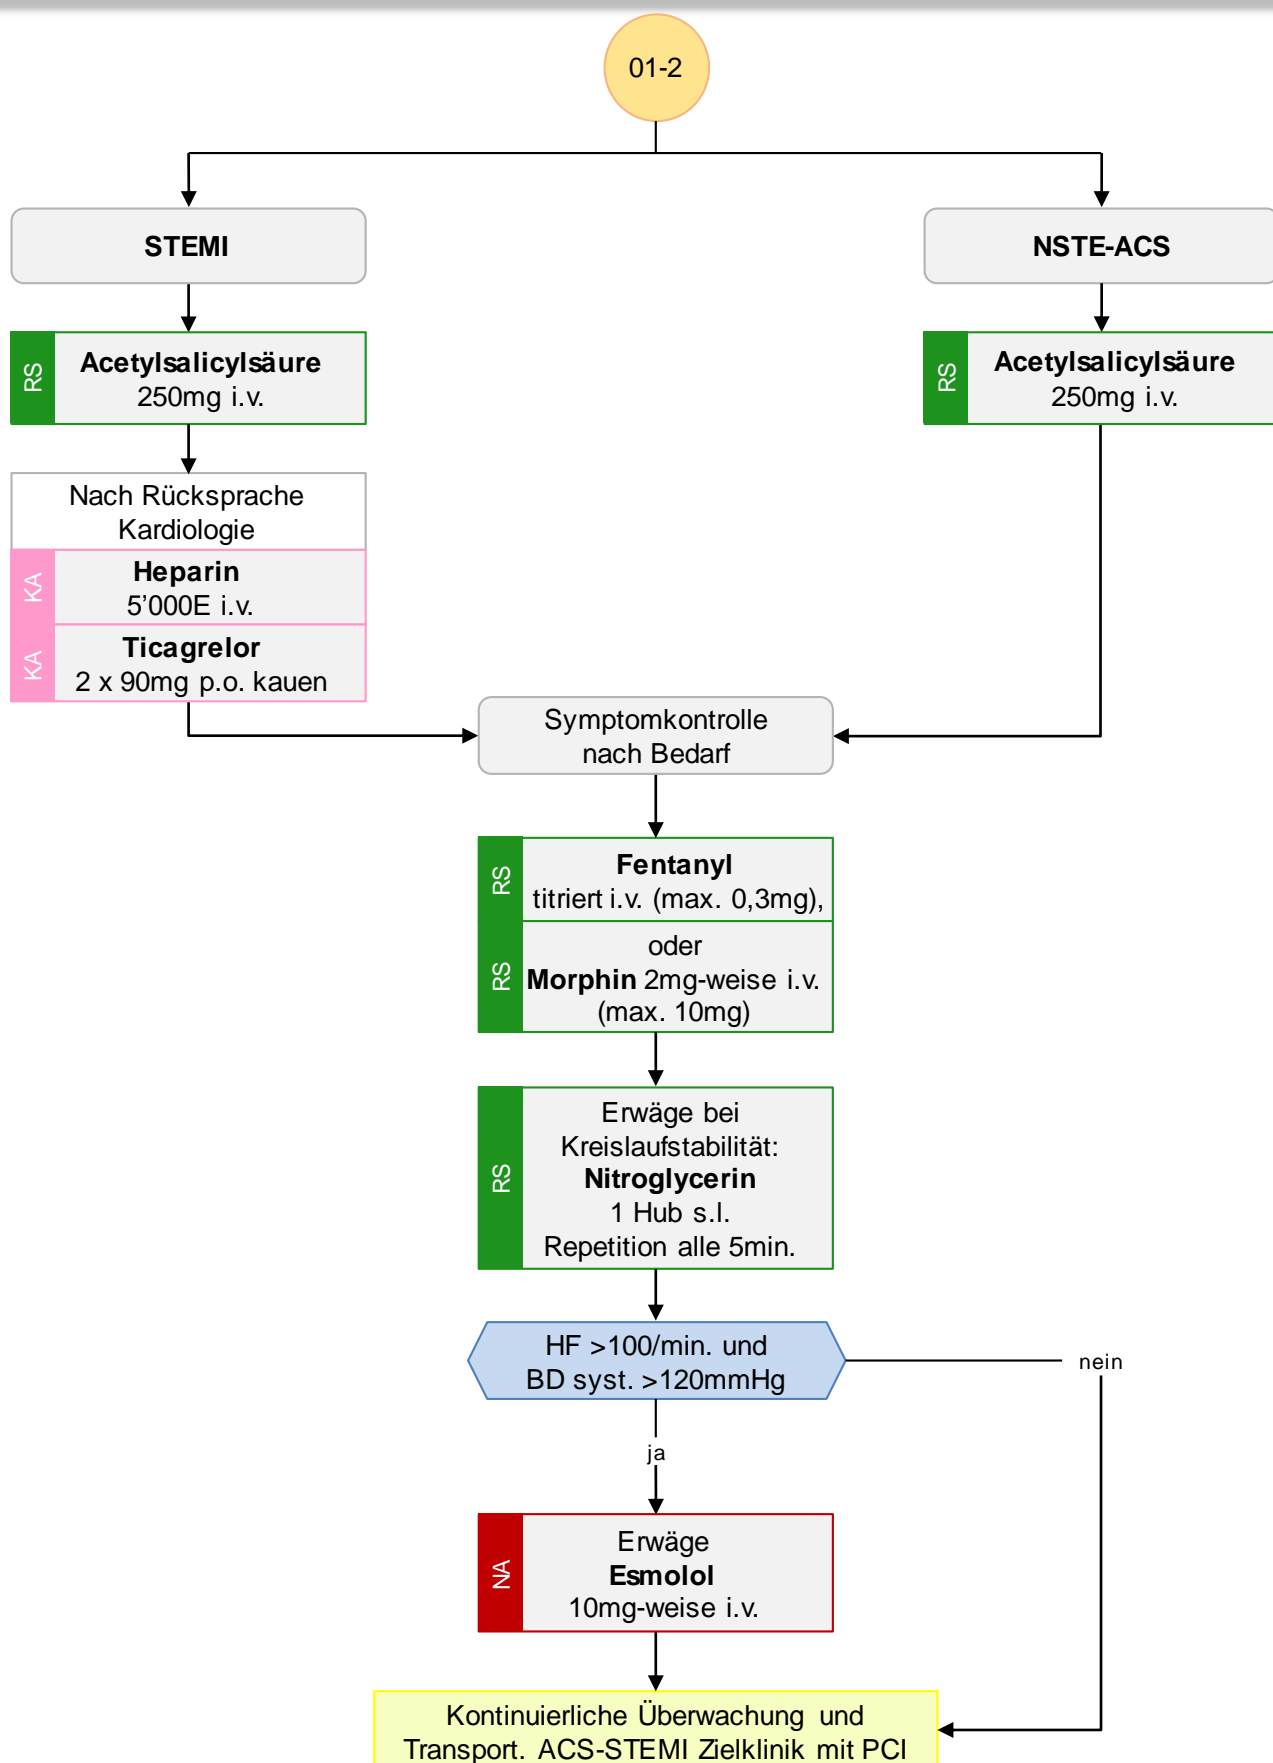 01-2
STEMI
NSTE-ACS
RS
Acetylsalicylsäure
250mg i.v.
RS
Acetylsalicylsäure
250mg i.v.
Nach Rücksprache
Kardiologie
KA
Heparin
5’000E i.v.
KA
Ticagrelor
2 x 90mg p.o. kauen
Symptomkontrolle
nach Bedarf
RS
Fentanyl
titriert i.v. (max. 0,3mg),
RS
oder
Morphin 2mg-weise i.v.
(max. 10mg)
RS
Erwäge bei
Kreislaufstabilität:
Nitroglycerin
1 Hub s.l.
Repetition alle 5min.
HF >100/min. und
BD syst. >120mmHg
nein
ja
NA
Erwäge
Esmolol
10mg-weise i.v.
Kontinuierliche Überwachung und
Transport. ACS-STEMI Zielklinik mit PCI